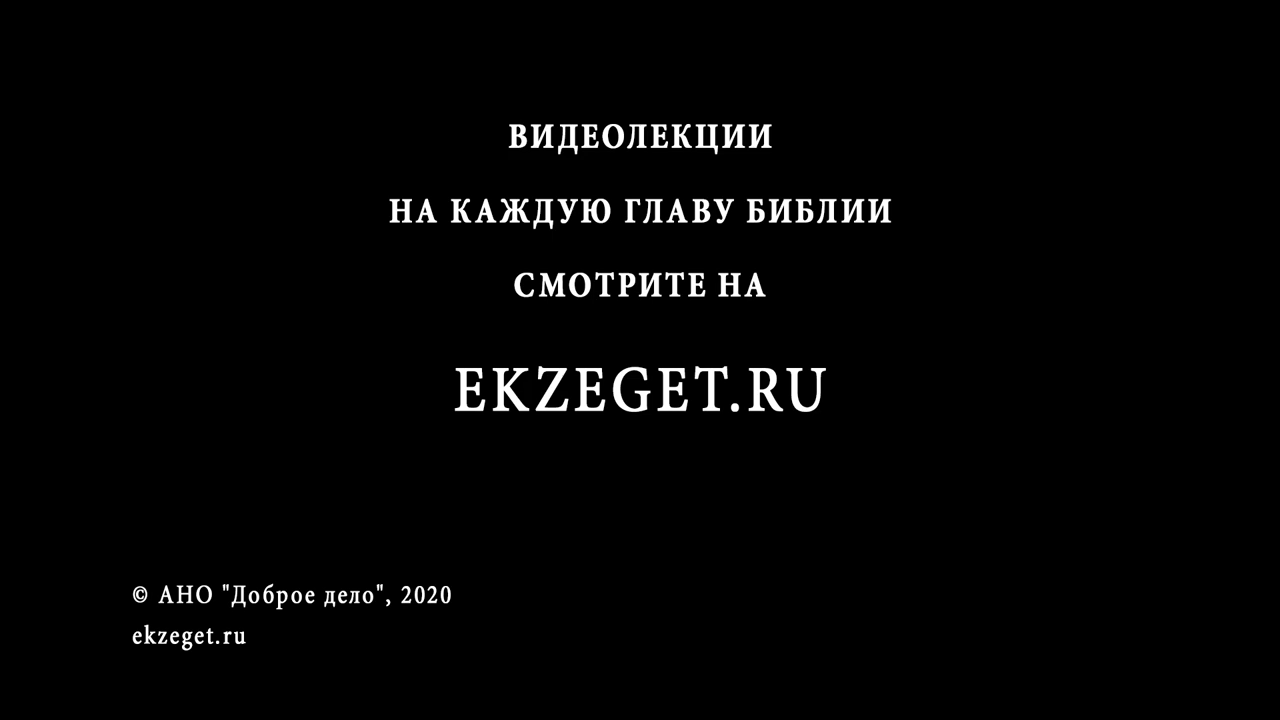 ВИДЕОЛЕКЦИИ
НА КАЖДУЮ ГЛАВУ БИБЛИИ
СМОТРИТЕ НА
EKZEGET.RU
© АНО "Доброе дело", 2020
ekzeget.ru